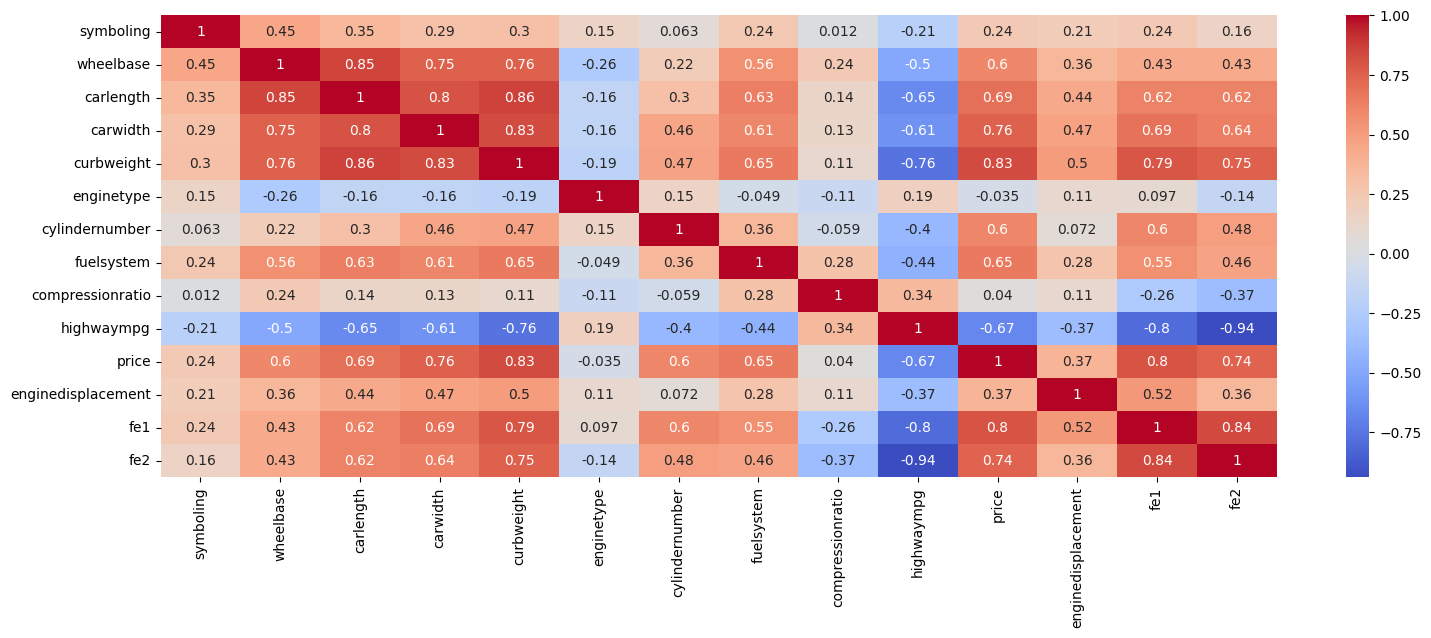 symboling 1 0.45 0.35 0.29 0.3 0.15 0.063 0.24 0.012 -0.21 0.24 0.21 0.24 0.16
wheelbase 0.45 1 0.85 0.75 0.76 -0.26 0.22 0.56 0.24 -0.5 0.6 0.36 0.43 0.43
carlength 0.35 0.85 1 0.8 0.86 -0.16 0.3 0.63 0.14 -0.65 0.69 0.44 0.62 0.62
carwidth 0.29 0.75 0.8 1 0.83 -0.16 0.46 0.61 0.13 -0.61 0.76 0.47 0.69 0.64
curbweight 0.3 0.76 0.86 0.83 1 -0.19 0.47 0.65 0.11 -0.76 0.83 0.5 0.79 0.75
enginetype 0.15 -0.26 -0.16 -0.16 -0.19 1 0.15 -0.049 -0.11 0.19 -0.035 0.11 0.097 -0.14
cylindernumber 0.063 0.22 0.3 0.46 0.47 0.15 1 0.36 -0.059 -0.4 0.6 0.072 0.6 0.48
fuelsystem 0.24 0.56 0.63 0.61 0.65 -0.049 0.36 1 0.28 -0.44 0.65 0.28 0.55 0.46
compressionratio 0.012 0.24 0.14 0.13 0.11 -0.11 -0.059 0.28 1 0.34 0.04 0.11 -0.26 -0.37
highwaympg -0.21 -0.5 -0.65 -0.61 -0.76 0.19 -0.4 -0.44 0.34 1 -0.67 -0.37 -0.8 -0.94
price 0.24 0.6 0.69 0.76 0.83 -0.035 0.6 0.65 0.04 -0.67 1 0.37 0.8 0.74
enginedisplacement 0.21 0.36 0.44 0.47 0.5 0.11 0.072 0.28 0.11 -0.37 0.37 1 0.52 0.36
fe1 0.24 0.43 0.62 0.69 0.79 0.097 0.6 0.55 -0.26 -0.8 0.8 0.52 1 0.84
fe2 0.16 0.43 0.62 0.64 0.75 -0.14 0.48 0.46 -0.37 -0.94 0.74 0.36 0.84 1
symboling
wheelbase
carlength
carwidth
curbweight
enginetype
cylindernumber
fuelsystem
compressionratio
highwaympg
price
enginedisplacement
fe1
fe2
1.00
0.75
0.50
0.25
0.00
−0.25
−0.50
−0.75